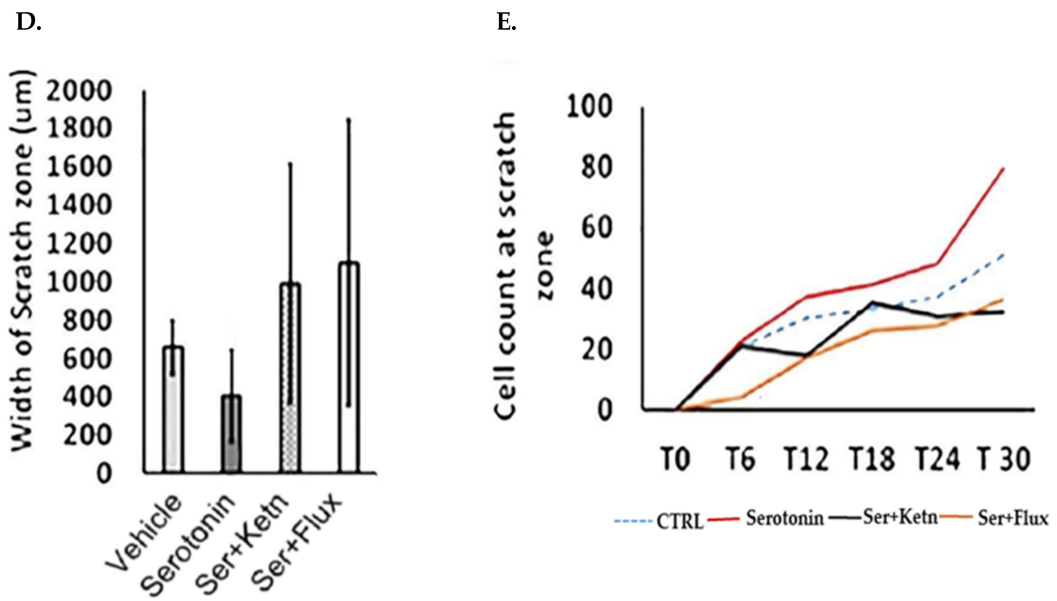 D.
Width of Scratch zone (um)
2000
1800
1600
1400
1200
1000
800
600
400
200
0
Vehicle
Serotonin
Ser+Ketn
Ser+Flux
E.
Cell count at scratch
zone
100
80
60
40
20
0
T0 T6 T12 T18 T24 T 30
CTRL Serotonin Ser+Ketn Ser+Flux